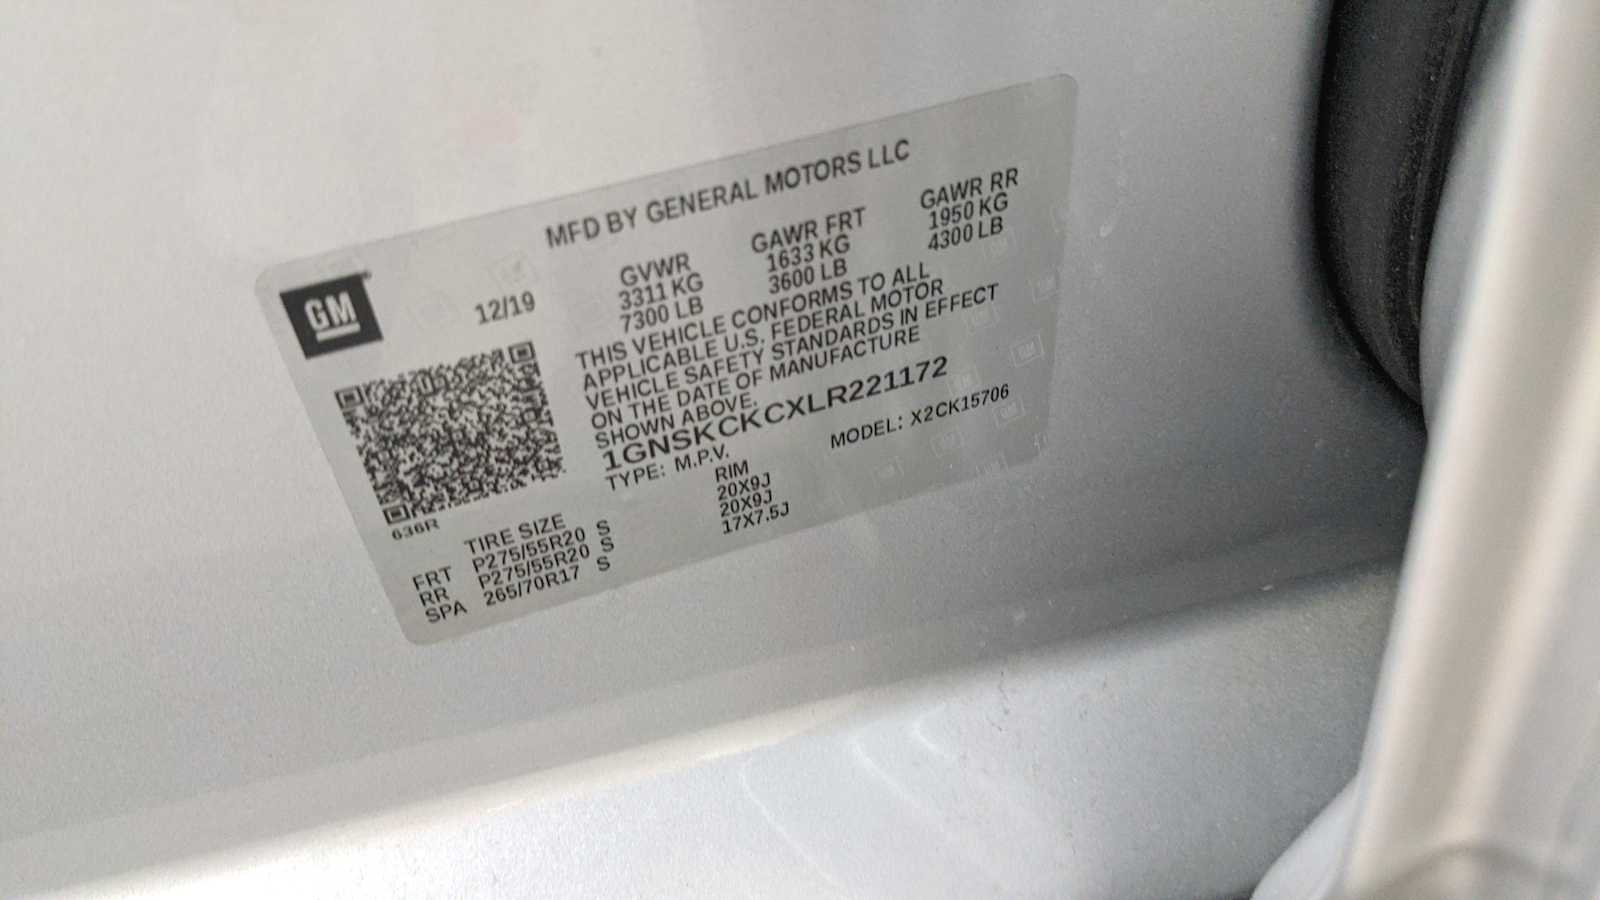 MFD BY GENERAL MOTORS LLC
GM
12/19
GVWR GAWR FRT GAWR RR
3311 KG 1633 KG 1950 KG
7300 LB 3600 LB 4300 LB
THIS VEHICLE CONFORMS TO ALL
APPLICABLE U.S. FEDERAL MOTOR
VEHICLE SAFETY STANDARDS IN EFFECT
ON THE DATE OF MANUFACTURE
SHOWN ABOVE.
1GNSKCKCXLR221172
TYPE: M.P.V. MODEL: X2CK15706
636R
TIRE SIZE RIM
FRT P275/55R20 S 20X9J
RR P275/55R20 S 20X9J
SPA 265/70R17 S 17X7.5J